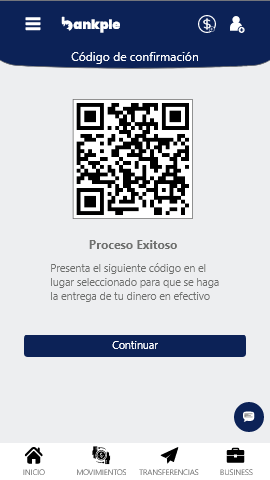 bankple
Código de confirmación
Proceso Exitoso
Presenta el siguiente código en el
lugar seleccionado para que se haga
la entrega de tu dinero en efectivo
Continuar
INICIO MOVIMIENTOS TRANSFERENCIAS BUSINESS